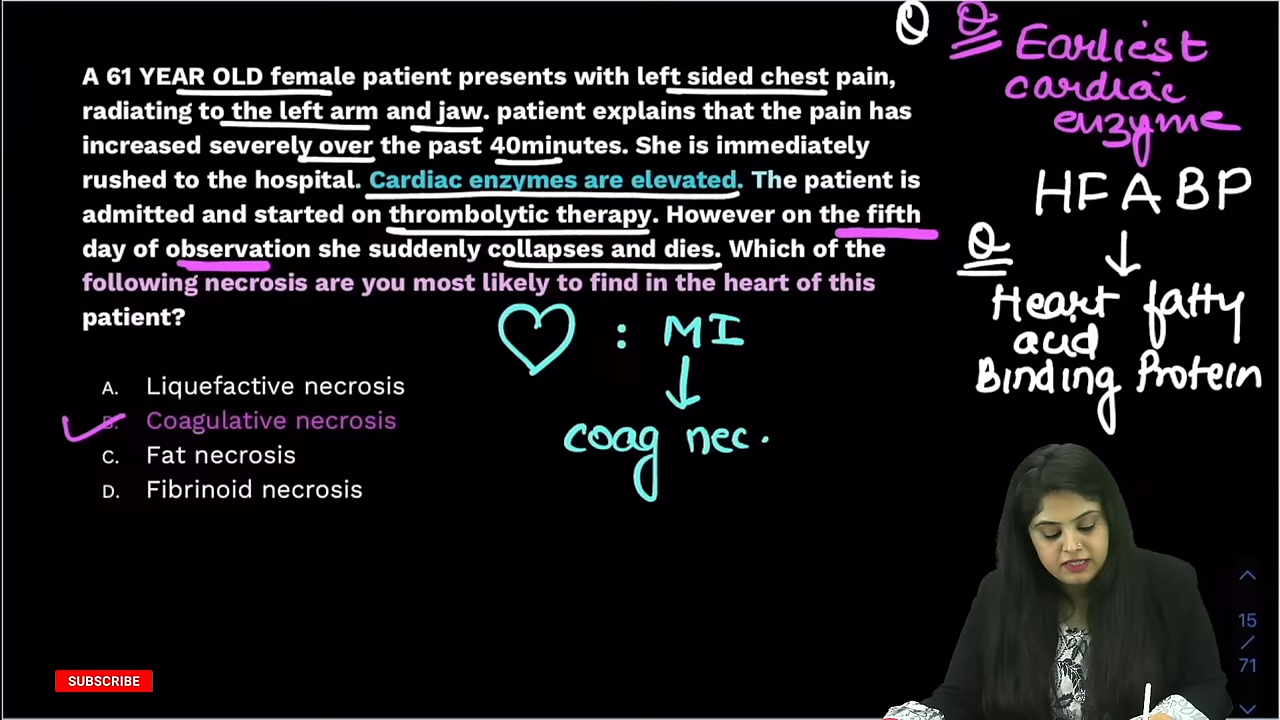 A 61 YEAR OLD female patient presents with left sided chest pain,
radiating to the left arm and jaw. patient explains that the pain has
increased severely over the past 40minutes. She is immediately
rushed to the hospital. Cardiac enzymes are elevated. The patient is
admitted and started on thrombolytic therapy. However on the fifth
day of observation she suddenly collapses and dies. Which of the
following necrosis are you most likely to find in the heart of this
patient?
A. Liquefactive necrosis
B. Coagulative necrosis
C. Fat necrosis
D. Fibrinoid necrosis
: MI
coag nec.
Q Q Earliest
cardiac
enzyme
HFABP
Q
Heart fatty
acid
Binding Protein
15
/
71
SUBSCRIBE